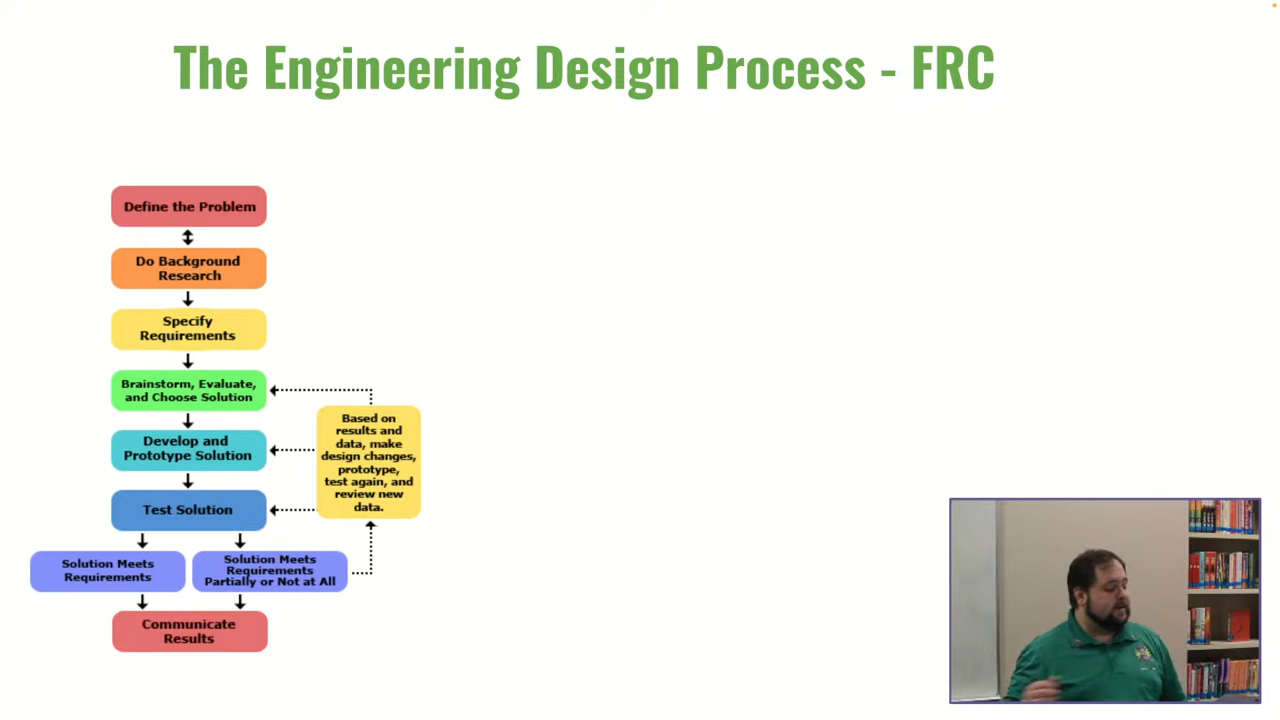 The Engineering Design Process - FRC
Define the Problem
Do Background
Research
Specify
Requirements
Brainstorm, Evaluate,
and Choose Solution
Develop and
Prototype Solution
Test Solution
Based on
results and
data, make
design changes,
prototype,
test again, and
review new
data.
Solution Meets
Requirements
Solution Meets
Requirements
Partially or Not at All
Communicate
Results